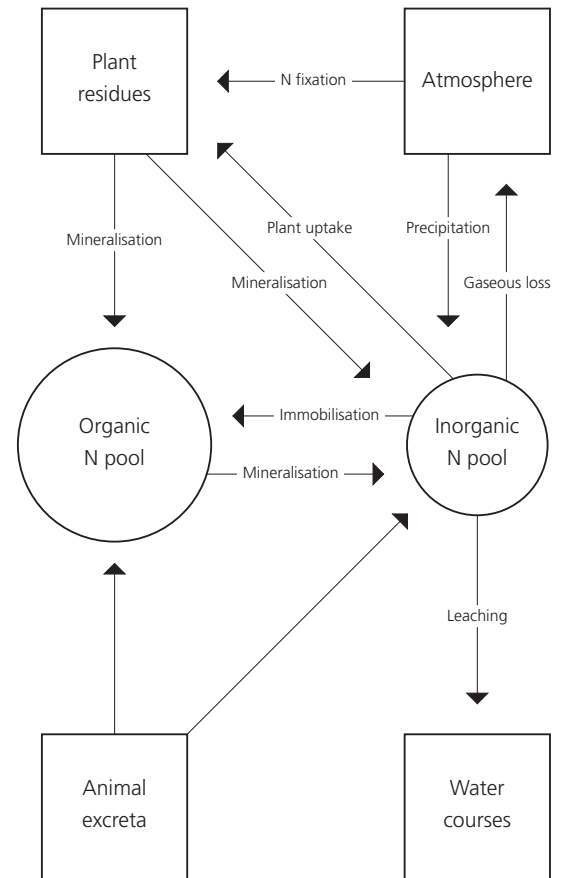 Plant
residues
N fixation
Atmosphere
Mineralisation
Plant uptake
Precipitation
Mineralisation
Gaseous loss
Organic
N pool
Immobilisation
Mineralisation
Inorganic
N pool
Leaching
Animal
excreta
Water
courses